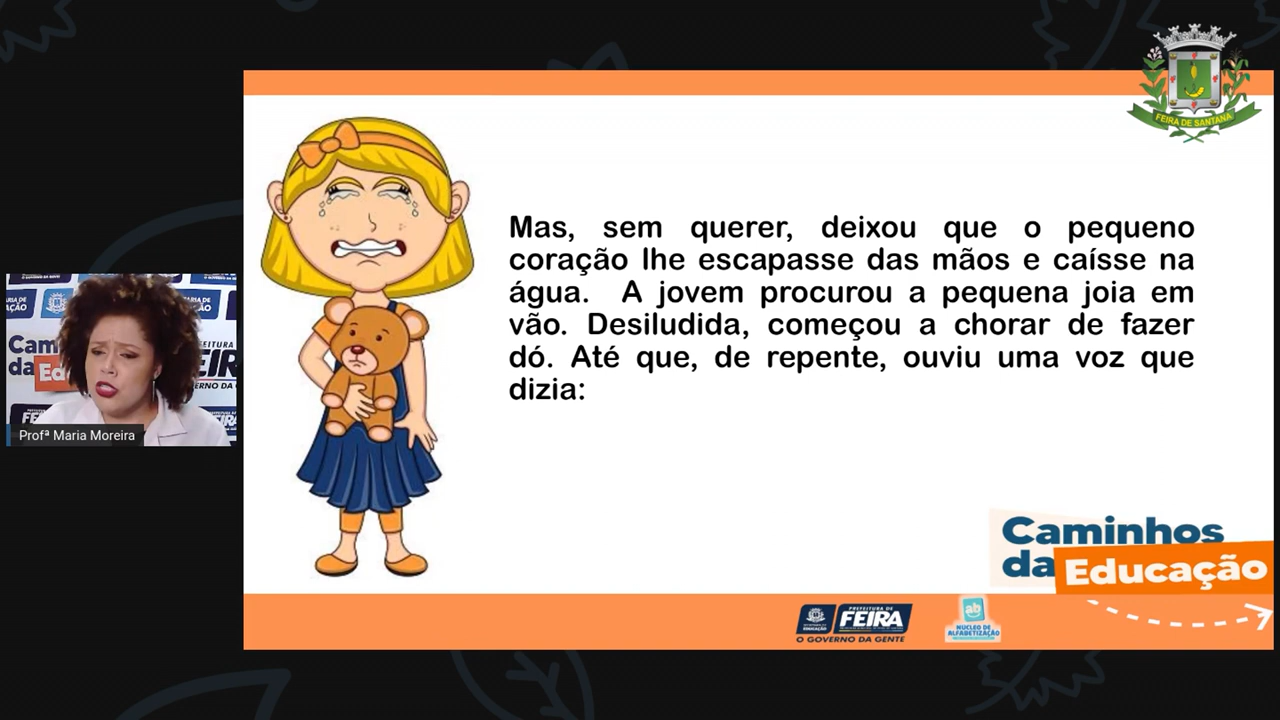 FEIRA DE SANTANA
Mas, sem querer, deixou que o pequeno
coração lhe escapasse das mãos e caísse na
água. A jovem procurou a pequena joia em
vão. Desiludida, começou a chorar de fazer
dó. Até que, de repente, ouviu uma voz que
dizia:
Profª Maria Moreira
Caminhos
da Educação
PREFEITURA DE
FEIRA
O GOVERNO DA GENTE
EDUCAÇÃO
ab
NÚCLEO DE
ALFABETIZAÇÃO